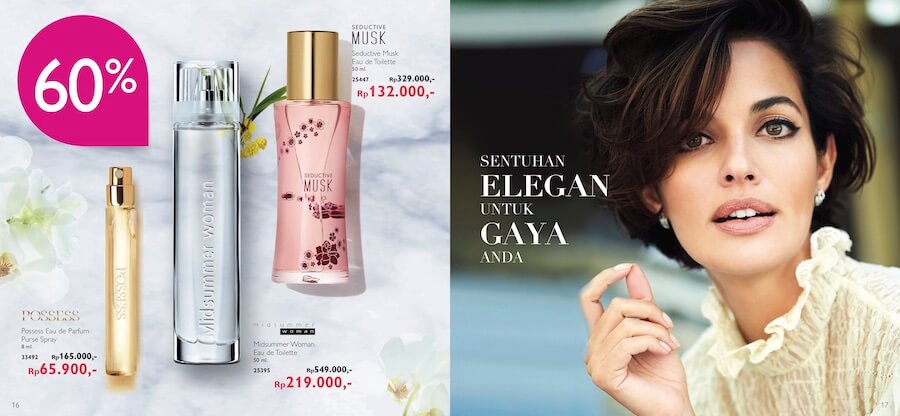 60%
SEDUCTIVE
MUSK
Seductive Musk
Eau de Toilette
50 ml.
25447 Rp329.000,-
Rp132.000,-
SEDUCTIVE
MUSK
Midsummer woman
POSSESS
POSSESS
Possess Eau de Parfum
Purse Spray
8 ml.
33492 Rp165.000,-
Rp65.900,-
midsummer
woman
Midsummer Woman
Eau de Toilette
50 ml.
25395 Rp549.000,-
Rp219.000,-
16
SENTUHAN
ELEGAN
UNTUK
GAYA
ANDA
17